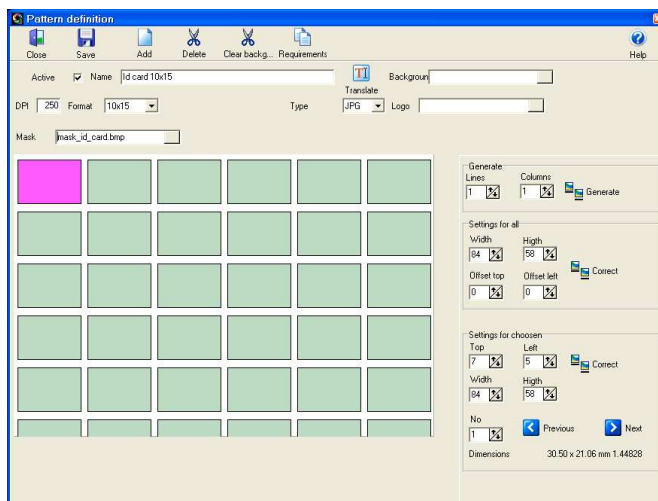 Pattern definition
Close Save Add Delete Clear backg... Requirements Help
Active Name Id card 10x15 Translate Backgroun
DPI 250 Format 10x15 Type JPG Logo
Mask mask_id_card.bmp
Generate
Lines Columns
1 1 Generate
Settings for all
Width Higth
84 58 Correct
Offset top Offset left
0 0
Settings for choosen
Top Left
7 5 Correct
Width Higth
84 58
No
1 Previous Next
Dimensions 30.50 x 21.06 mm 1.44828